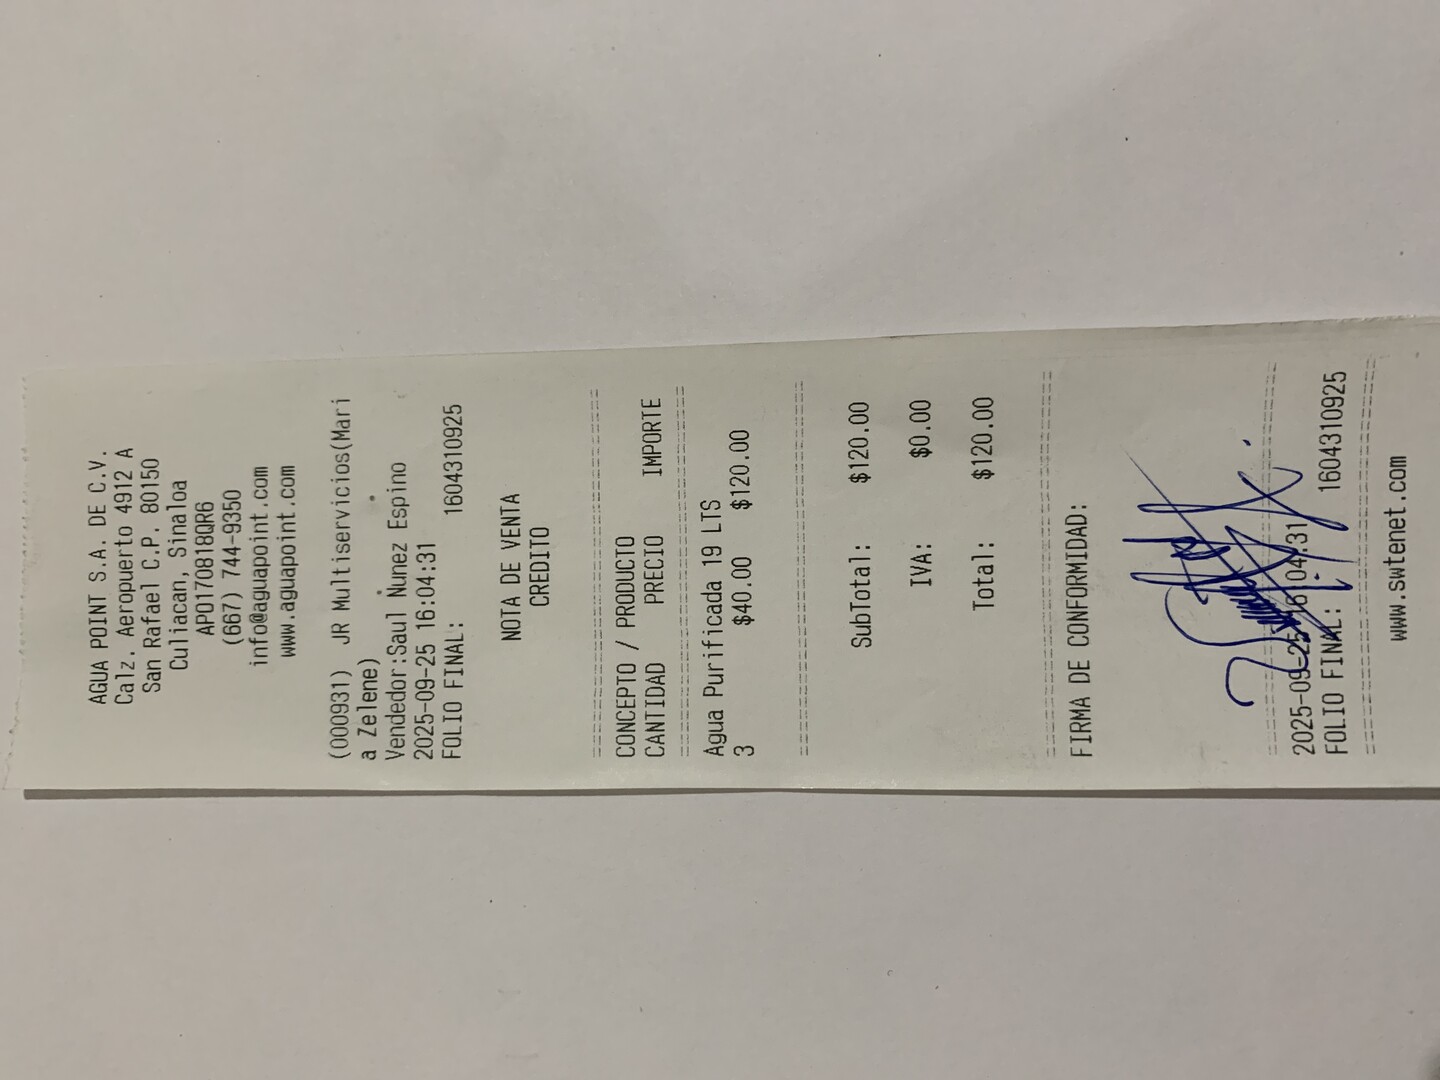 AGUA POINT S.A. DE C.V.
Calz. Aeropuerto 4912 A
San Rafael C.P. 80150
Culiacan, Sinaloa
APO170818QR6
(667) 744-9350
info@aguapoint.com
www.aguapoint.com
(000931) JR Multiservicios(Mari
a Zelene)
Vendedor:Saul Nunez Espino
2025-09-25 16:04:31
FOLIO FINAL: 1604310925
NOTA DE VENTA
CREDITO
CONCEPTO / PRODUCTO
CANTIDAD PRECIO IMPORTE
Agua Purificada 19 LTS
3 $40.00 $120.00
SubTotal: $120.00
IVA: $0.00
Total: $120.00
FIRMA DE CONFORMIDAD:
2025-09-25 16:04:31
FOLIO FINAL: 1604310925
www.swtenet.com